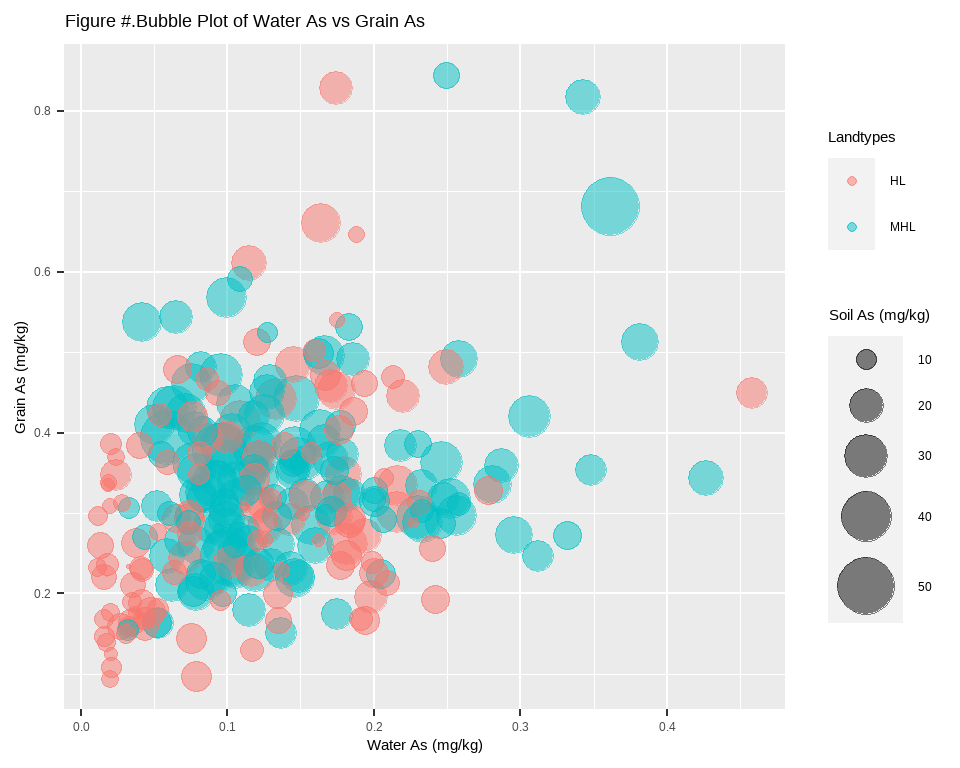 Figure #.Bubble Plot of Water As vs Grain As
Grain As (mg/kg)
0.8
0.6
0.4
0.2
0.0 0.1 0.2 0.3 0.4
Water As (mg/kg)
Landtypes
HL
MHL
Soil As (mg/kg)
10
20
30
40
50